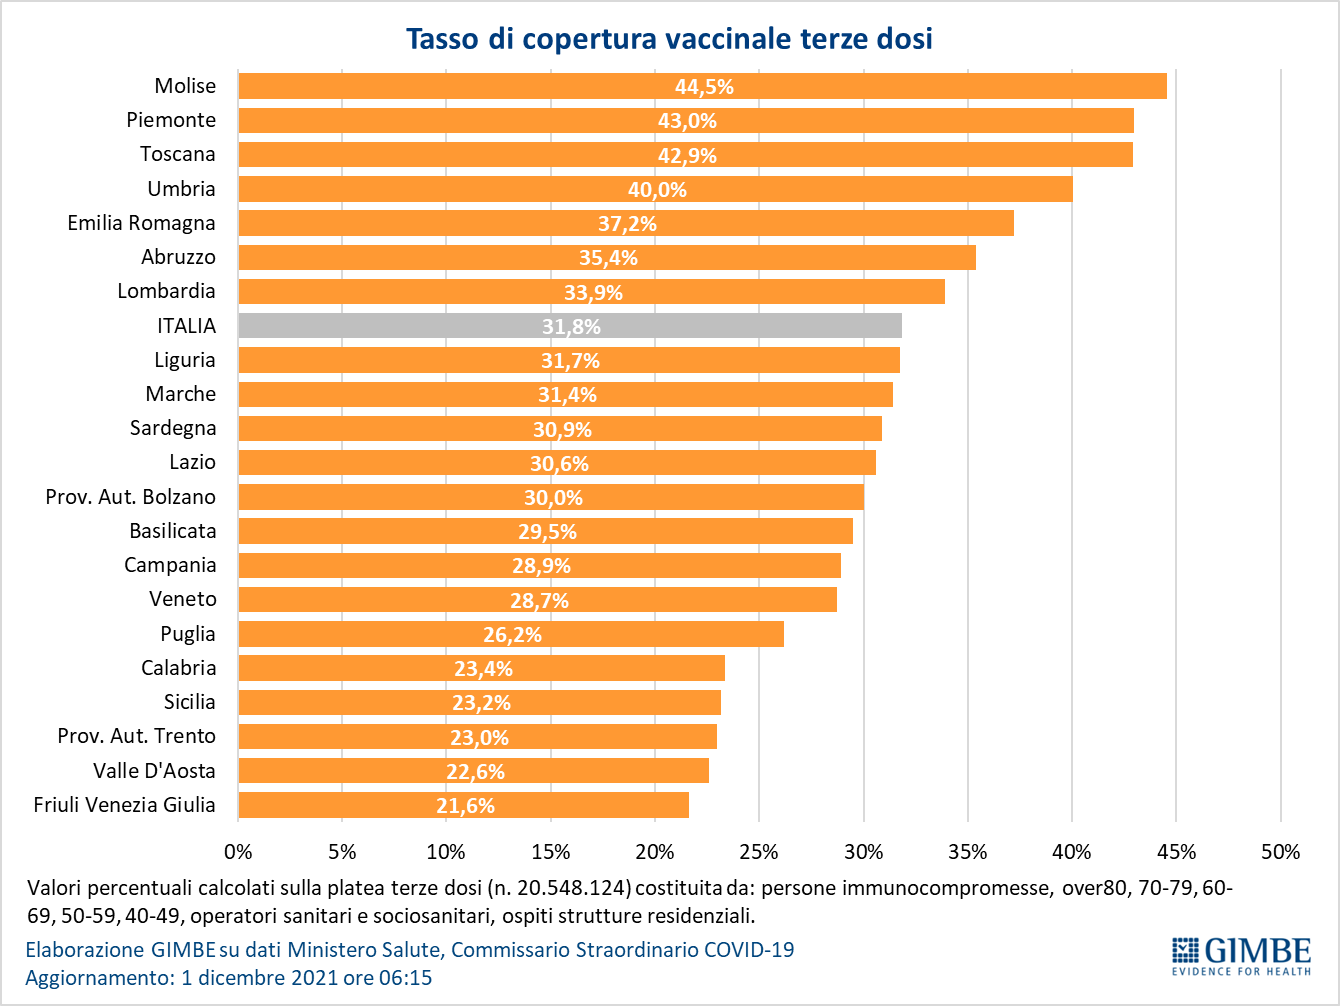 Tasso di copertura vaccinale terze dosi
Molise 44,5%
Piemonte 43,0%
Toscana 42,9%
Umbria 40,0%
Emilia Romagna 37,2%
Abruzzo 35,4%
Lombardia 33,9%
ITALIA 31,8%
Liguria 31,7%
Marche 31,4%
Sardegna 30,9%
Lazio 30,6%
Prov. Aut. Bolzano 30,0%
Basilicata 29,5%
Campania 28,9%
Veneto 28,7%
Puglia 26,2%
Calabria 23,4%
Sicilia 23,2%
Prov. Aut. Trento 23,0%
Valle D'Aosta 22,6%
Friuli Venezia Giulia 21,6%
0% 5% 10% 15% 20% 25% 30% 35% 40% 45% 50%
Valori percentuali calcolati sulla platea terze dosi (n. 20.548.124) costituita da: persone immunocompromesse, over80, 70-79, 60-
69, 50-59, 40-49, operatori sanitari e sociosanitari, ospiti strutture residenziali.
Elaborazione GIMBE su dati Ministero Salute, Commissario Straordinario COVID-19
Aggiornamento: 1 dicembre 2021 ore 06:15
GIMBE
EVIDENCE FOR HEALTH